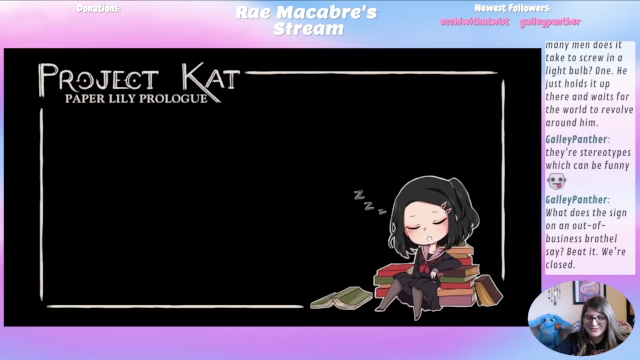 Donations:
Rae Macabre's
Stream
Newest Followers:
ecchiwithatwist galleypanther
PROJECT KAT
PAPER LILY PROLOGUE
z
z
z
many men does it
take to screw in a
light bulb? One. He
just holds it up
there and waits for
the world to revolve
around him.
GalleyPanther:
they're stereotypes
which can be funny
GalleyPanther:
What does the sign
on an out-of-
business brothel
say? Beat it. We're
closed.